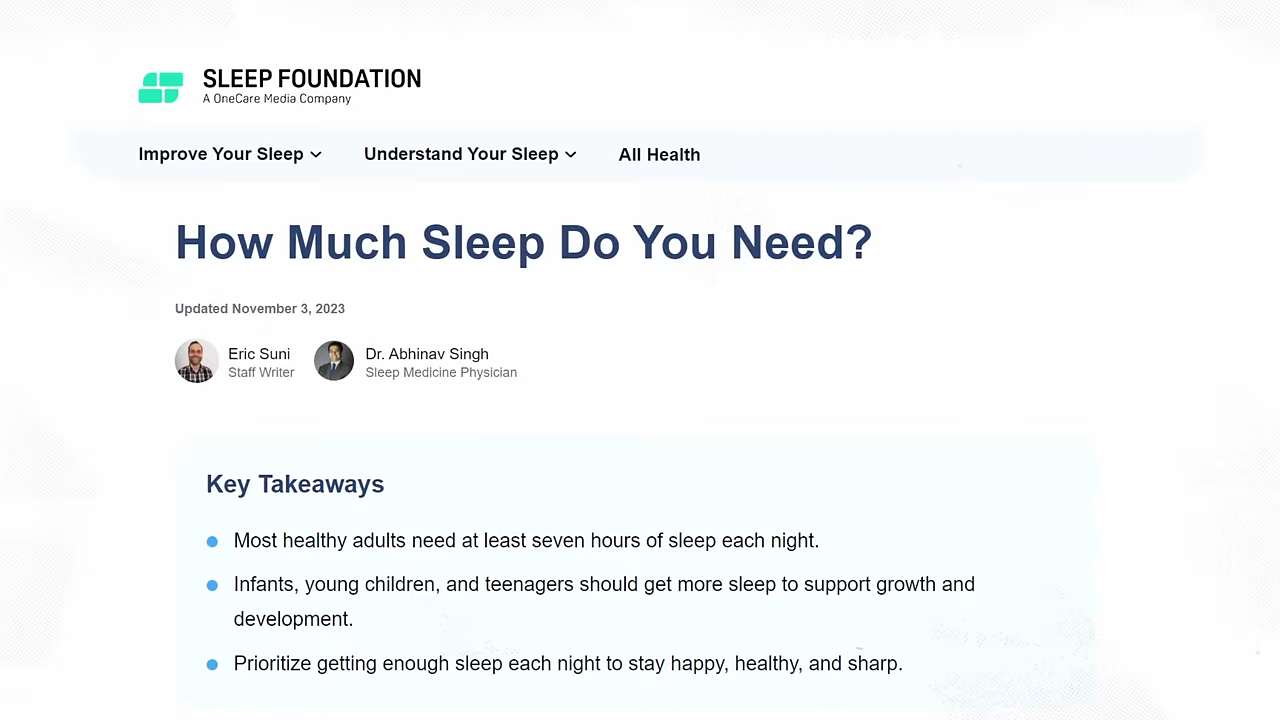 SLEEP FOUNDATION
A OneCare Media Company
Improve Your Sleep
Understand Your Sleep
All Health
How Much Sleep Do You Need?
Updated November 3, 2023
Eric Suni
Staff Writer
Dr. Abhinav Singh
Sleep Medicine Physician
Key Takeaways
Most healthy adults need at least seven hours of sleep each night.
Infants, young children, and teenagers should get more sleep to support growth and
development.
Prioritize getting enough sleep each night to stay happy, healthy, and sharp.